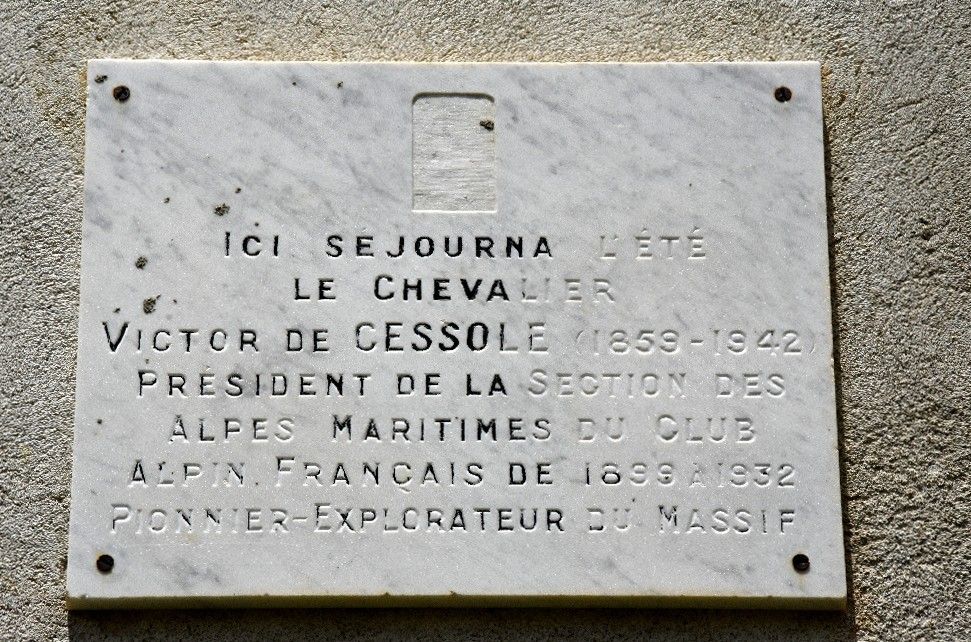 ICI SÉJOURNA L'ÉTÉ
LE CHEVALIER
VICTOR DE CESSOLE (1859-1942)
PRÉSIDENT DE LA SECTION DES
ALPES MARITIMES DU CLUB
ALPIN FRANÇAIS DE 1899 À 1932
PIONNIER-EXPLORATEUR DU MASSIF